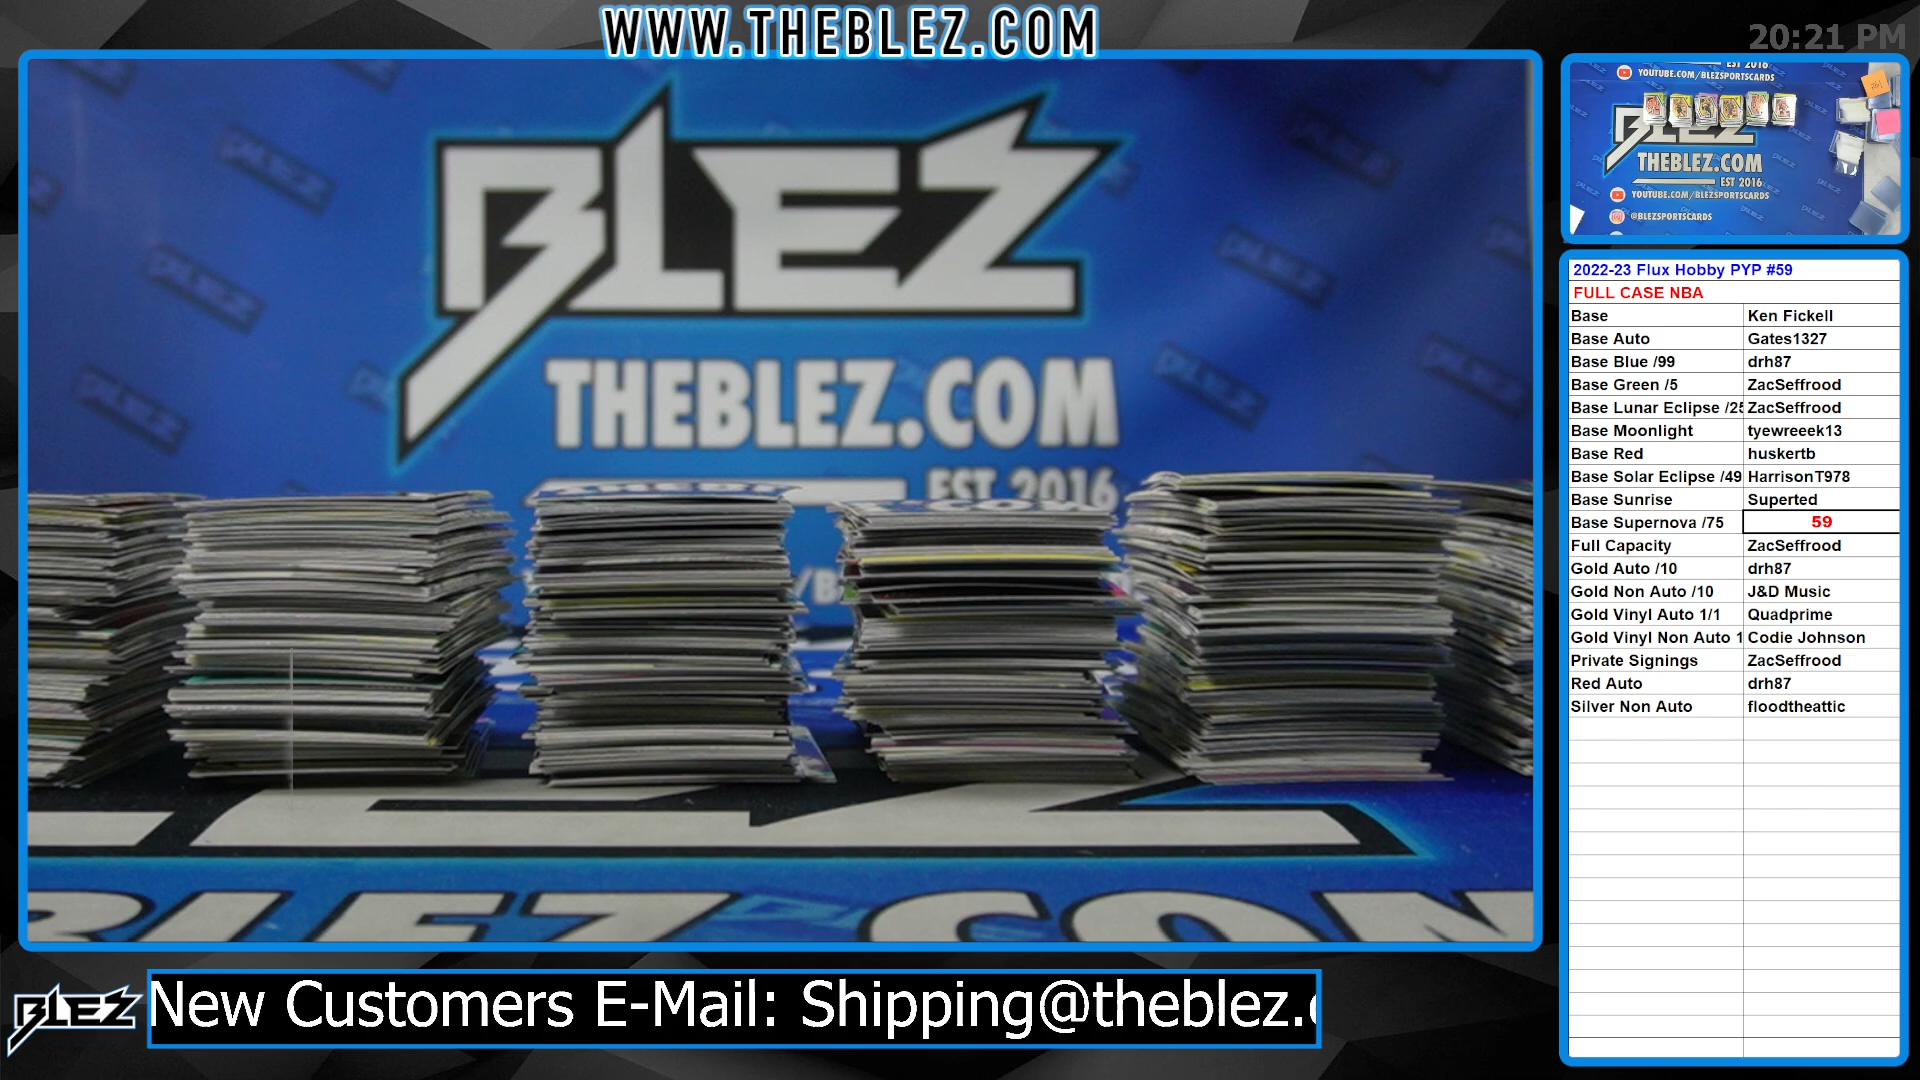 WWW.THEBLEZ.COM
20:21 PM
BLEZ
THEBLEZ.COM
EST 2016
EST 2016
YOUTUBE.COM/BLEZSPORTSCARDS
BLEZ
THEBLEZ.COM
EST 2016
YOUTUBE.COM/BLEZSPORTSCARDS
@BLEZSPORTSCARDS
2022-23 Flux Hobby PYP #59
FULL CASE NBA
Base Ken Fickell
Base Auto Gates1327
Base Blue /99 drh87
Base Green /5 ZacSeffrood
Base Lunar Eclipse /25 ZacSeffrood
Base Moonlight tyewreeek13
Base Red huskertb
Base Solar Eclipse /49 HarrisonT978
Base Sunrise Superted
Base Supernova /75 59
Full Capacity ZacSeffrood
Gold Auto /10 drh87
Gold Non Auto /10 J&D Music
Gold Vinyl Auto 1/1 Quadprime
Gold Vinyl Non Auto 1 Codie Johnson
Private Signings ZacSeffrood
Red Auto drh87
Silver Non Auto floodtheattic
BLEZ
New Customers E-Mail: Shipping@theblez.c